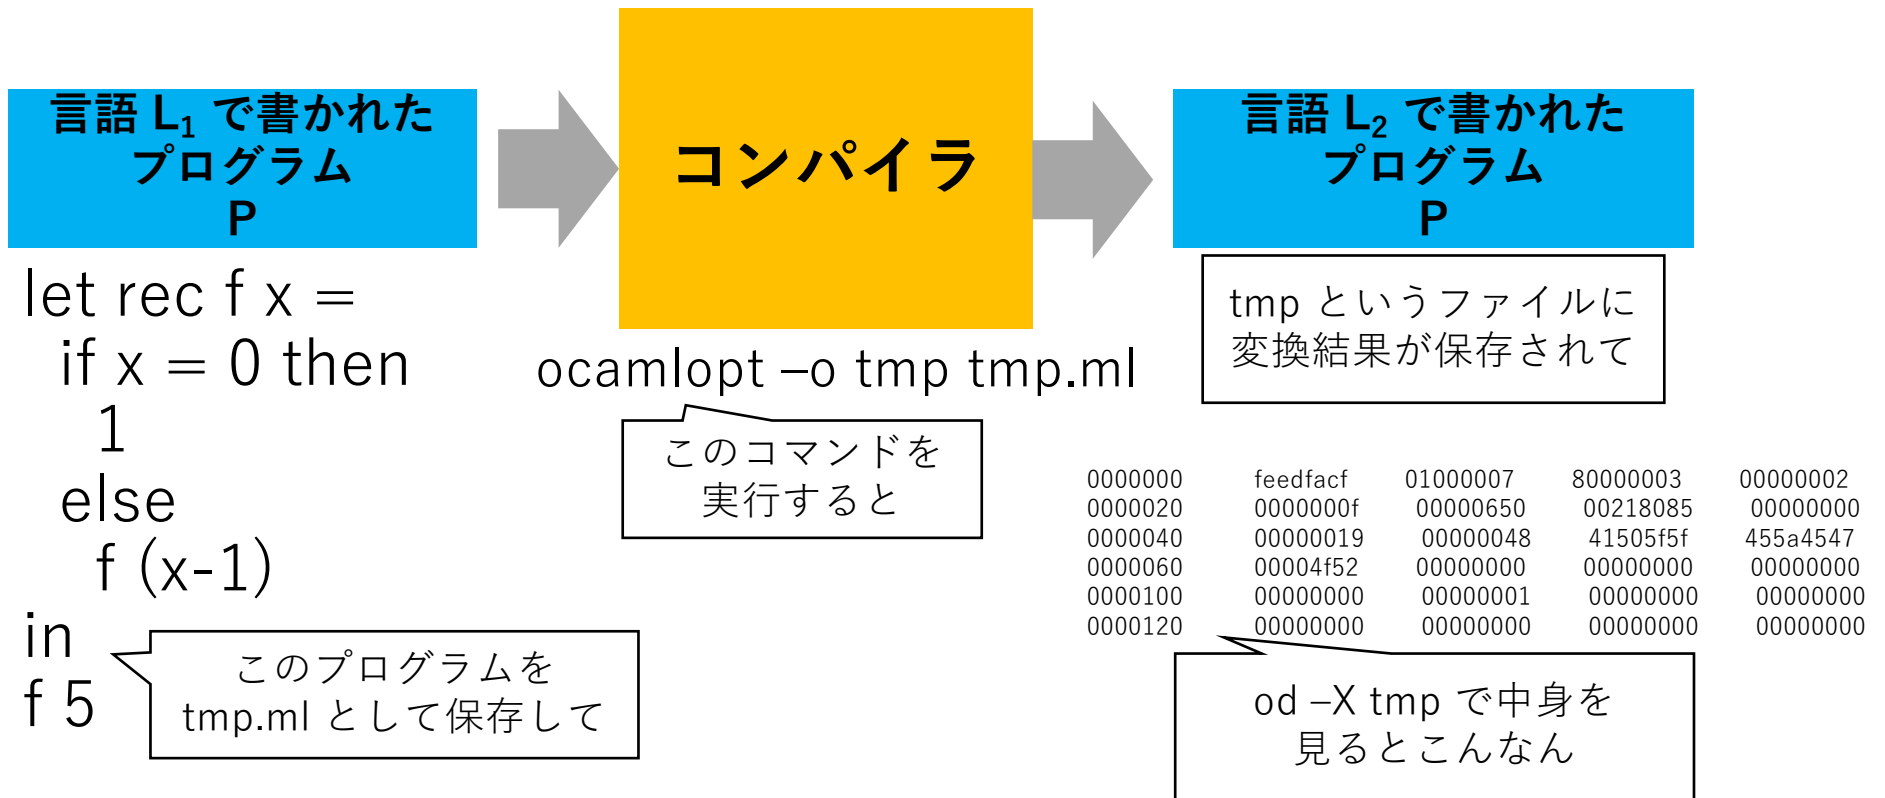 言語 L₁ で書かれた
プログラム
P
コンパイラ
言語 L₂ で書かれた
プログラム
P
let rec f x =
if x = 0 then
1
else
f (x-1)
in
f 5
このプログラムを
tmp.ml として保存して
ocamlopt –o tmp tmp.ml
このコマンドを
実行すると
tmp というファイルに
変換結果が保存されて
0000000 feedfacf 01000007 80000003 00000002
0000020 0000000f 00000650 00218085 00000000
0000040 00000019 00000048 41505f5f 455a4547
0000060 00004f52 00000000 00000000 00000000
0000100 00000000 00000001 00000000 00000000
0000120 00000000 00000000 00000000 00000000
od –X tmp で中身を
見るとこんなん